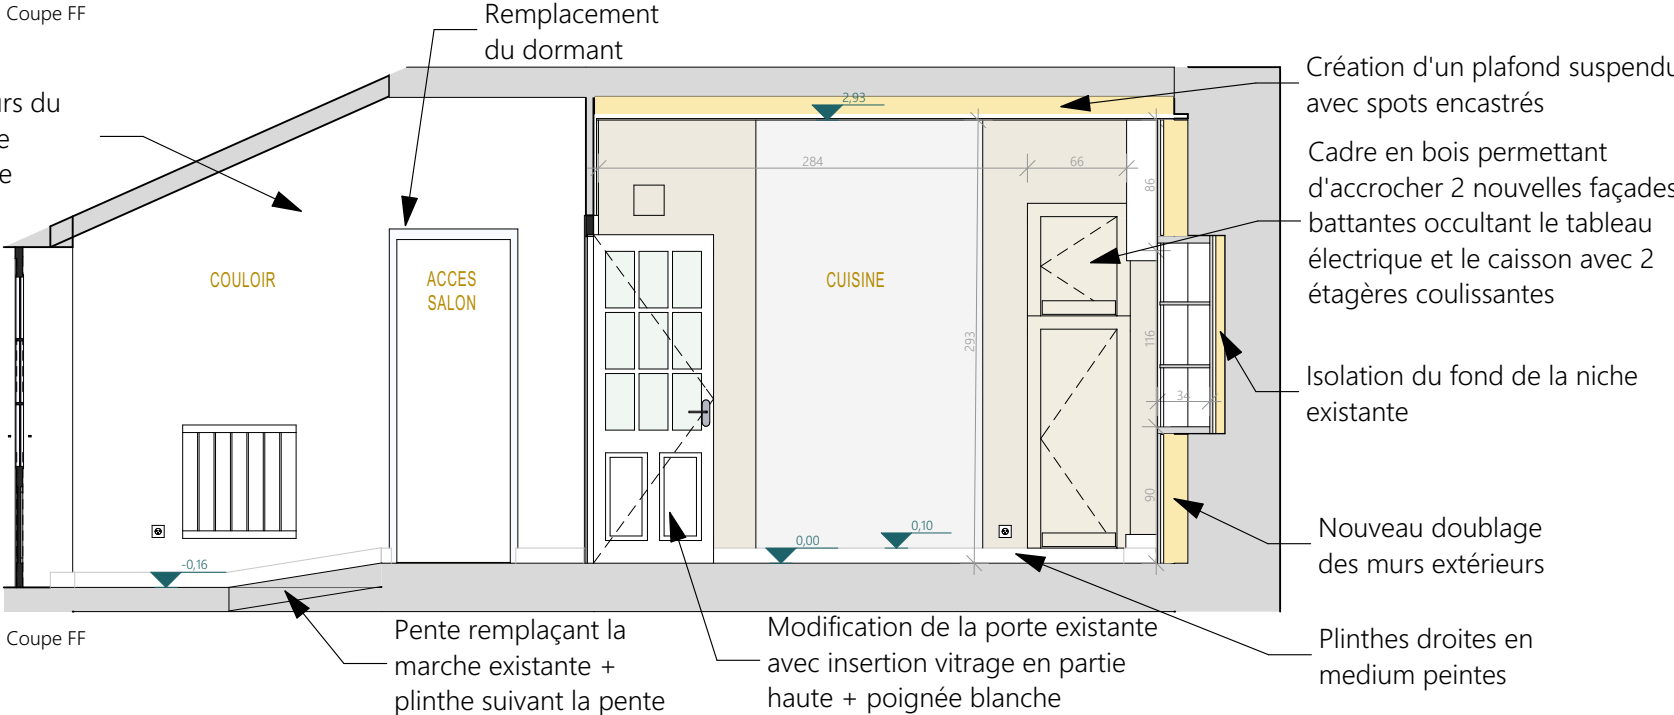 Coupe FF
Remplacement
du dormant
Création d'un plafond suspendu
avec spots encastrés
Cadre en bois permettant
d'accrocher 2 nouvelles façades
battantes occultant le tableau
électrique et le caisson avec 2
étagères coulissantes
Isolation du fond de la niche
existante
Nouveau doublage
des murs extérieurs
Plinthes droites en
medium peintes
du
COULOIR
ACCES
SALON
CUISINE
2,93
284
66
86
293
116
34
90
0,10
0,00
-0,16
Coupe FF
Pente remplaçant la
marche existante +
plinthe suivant la pente
Modification de la porte existante
avec insertion vitrage en partie
haute + poignée blanche